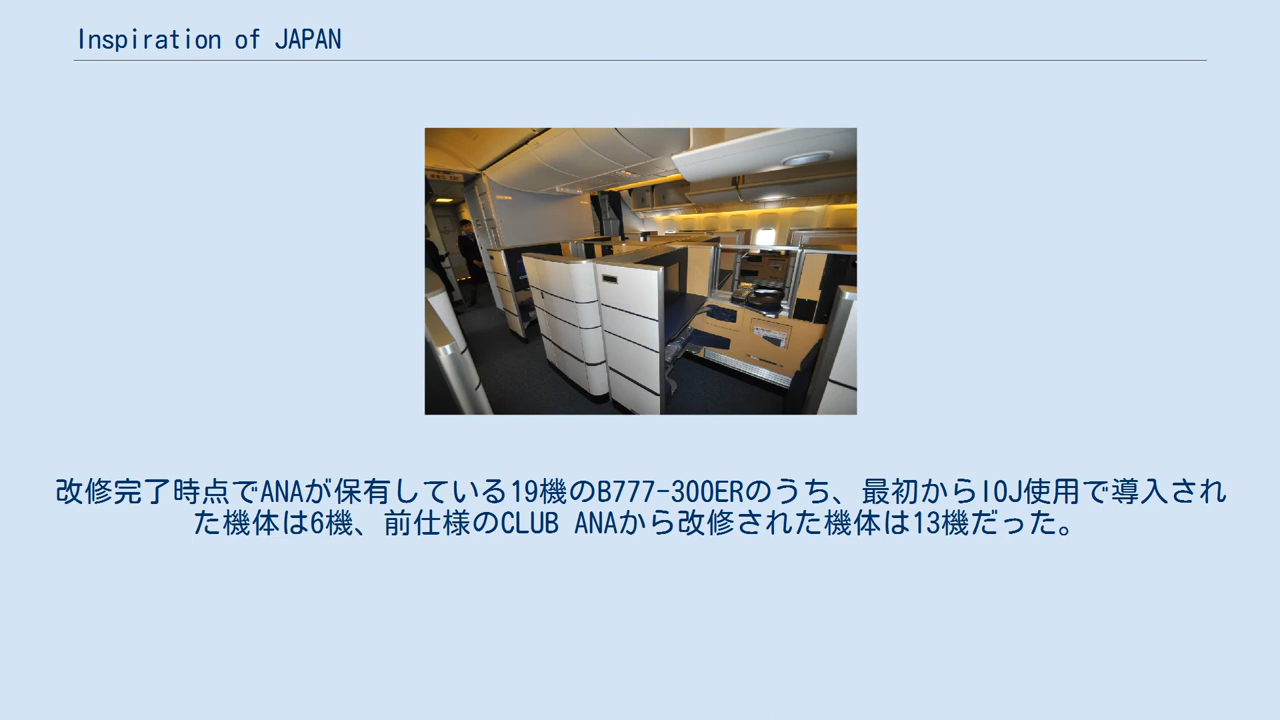 Inspiration of JAPAN
改修完了時点でANAが保有している19機のB777-300ERのうち、最初からIOJ使用で導入され
た機体は6機、前仕様のCLUB ANAから改修された機体は13機だった。